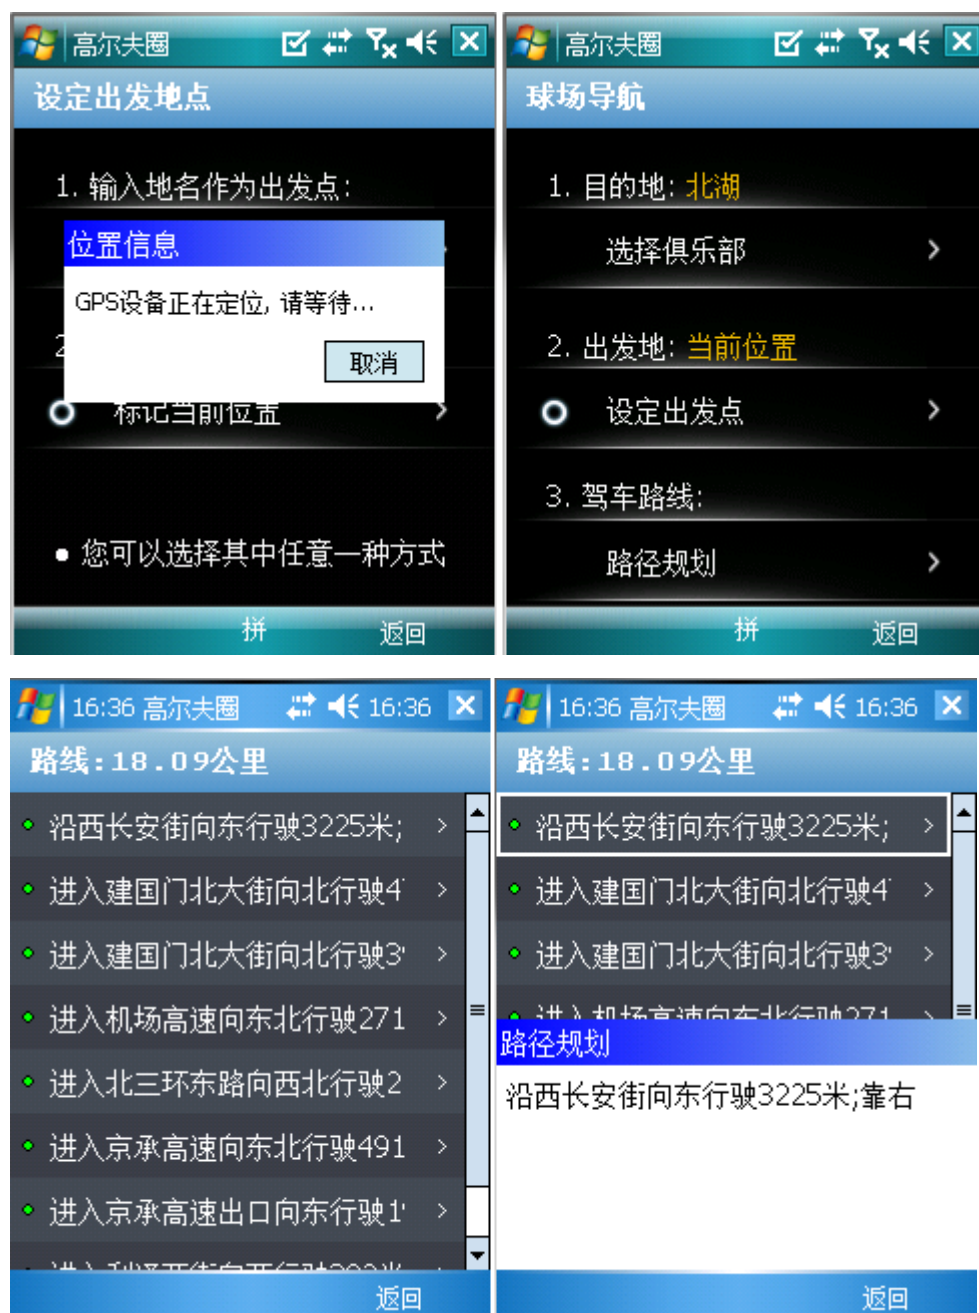 高尔夫圈
设定出发地点
1. 输入地名作为出发点:
位置信息
GPS设备正在定位, 请等待...
取消
2
标记当前位置
• 您可以选择其中任意一种方式
拼 返回
高尔夫圈
球场导航
1. 目的地: 北湖
选择俱乐部
2. 出发地: 当前位置
设定出发点
3. 驾车路线:
路径规划
拼 返回
16:36 高尔夫圈 16:36
路线:18.09公里
沿西长安街向东行驶3225米;
进入建国门北大街向北行驶4
进入建国门北大街向北行驶3
进入机场高速向东北行驶271
进入北三环东路向西北行驶2
进入京承高速向东北行驶491
进入京承高速出口向东行驶1
返回
16:36 高尔夫圈 16:36
路线:18.09公里
沿西长安街向东行驶3225米;
进入建国门北大街向北行驶4
进入建国门北大街向北行驶3
进入机场高速向东北行驶271
路径规划
沿西长安街向东行驶3225米;靠右
返回